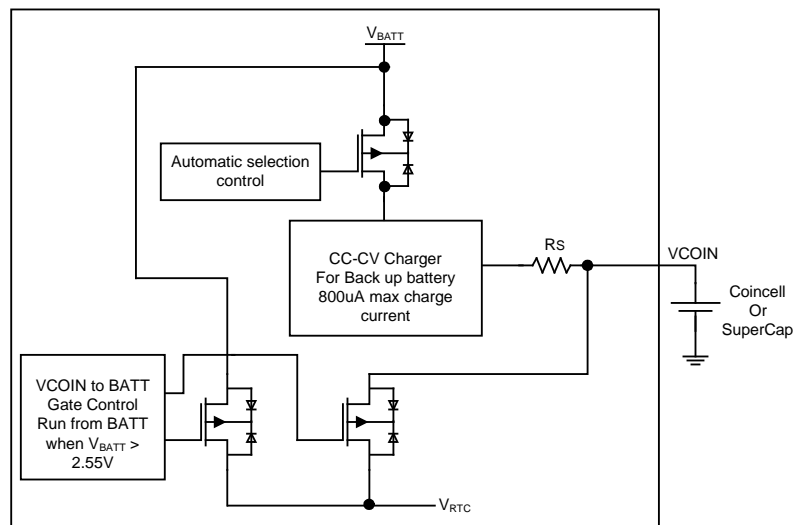 VBATT
Automatic selection
control
CC-CV Charger
For Back up battery
800uA max charge
current
RS
VCOIN
Coincell
Or
SuperCap
VCOIN to BATT
Gate Control
Run from BATT
when VBATT >
2.55V
VRTC